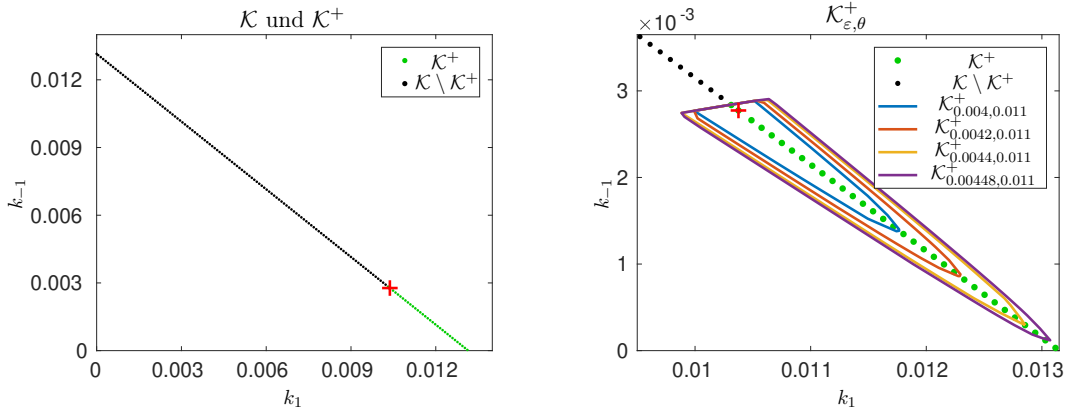 𝒦 und 𝒦⁺
0.012
0.009
0.006
0.003
0
k₋₁
0 0.003 0.006 0.009 0.012
k₁
𝒦⁺
𝒦 \ 𝒦⁺
𝒦⁺_{ε,θ}
×10⁻³
3
2
1
0
k₋₁
0.01 0.011 0.012 0.013
k₁
𝒦⁺
𝒦 \ 𝒦⁺
𝒦⁺_{0.004,0.011}
𝒦⁺_{0.0042,0.011}
𝒦⁺_{0.0044,0.011}
𝒦⁺_{0.00448,0.011}